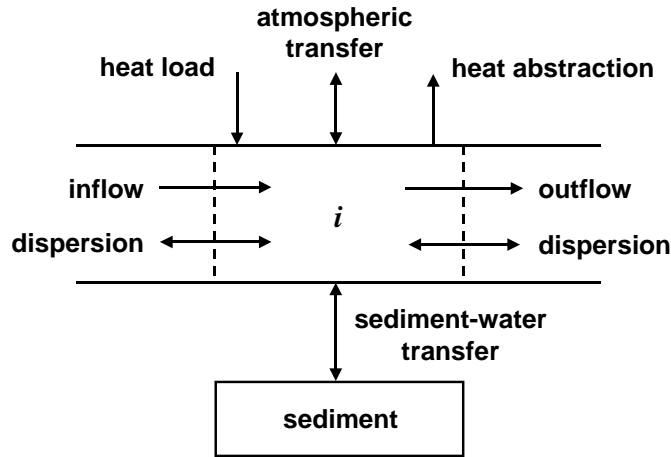 atmospheric
transfer
heat load
heat abstraction
inflow
outflow
i
dispersion
dispersion
sediment-water
transfer
sediment